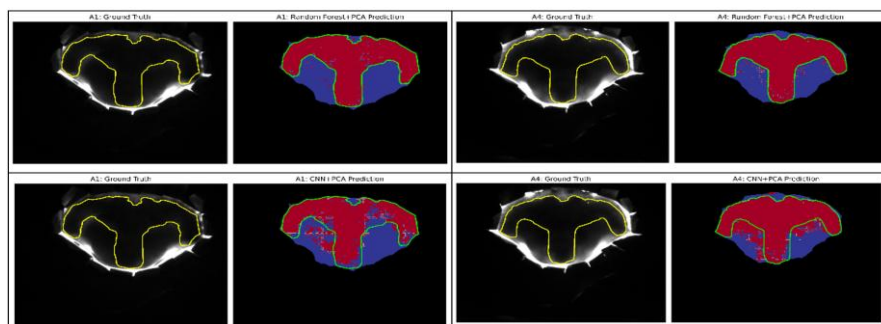 A1: Ground Truth
A1: Random Forest+PCA Prediction
A4: Ground Truth
A4: Random Forest+PCA Prediction
A1: Ground Truth
A1: CNN+PCA Prediction
A4: Ground Truth
A4: CNN+PCA Prediction